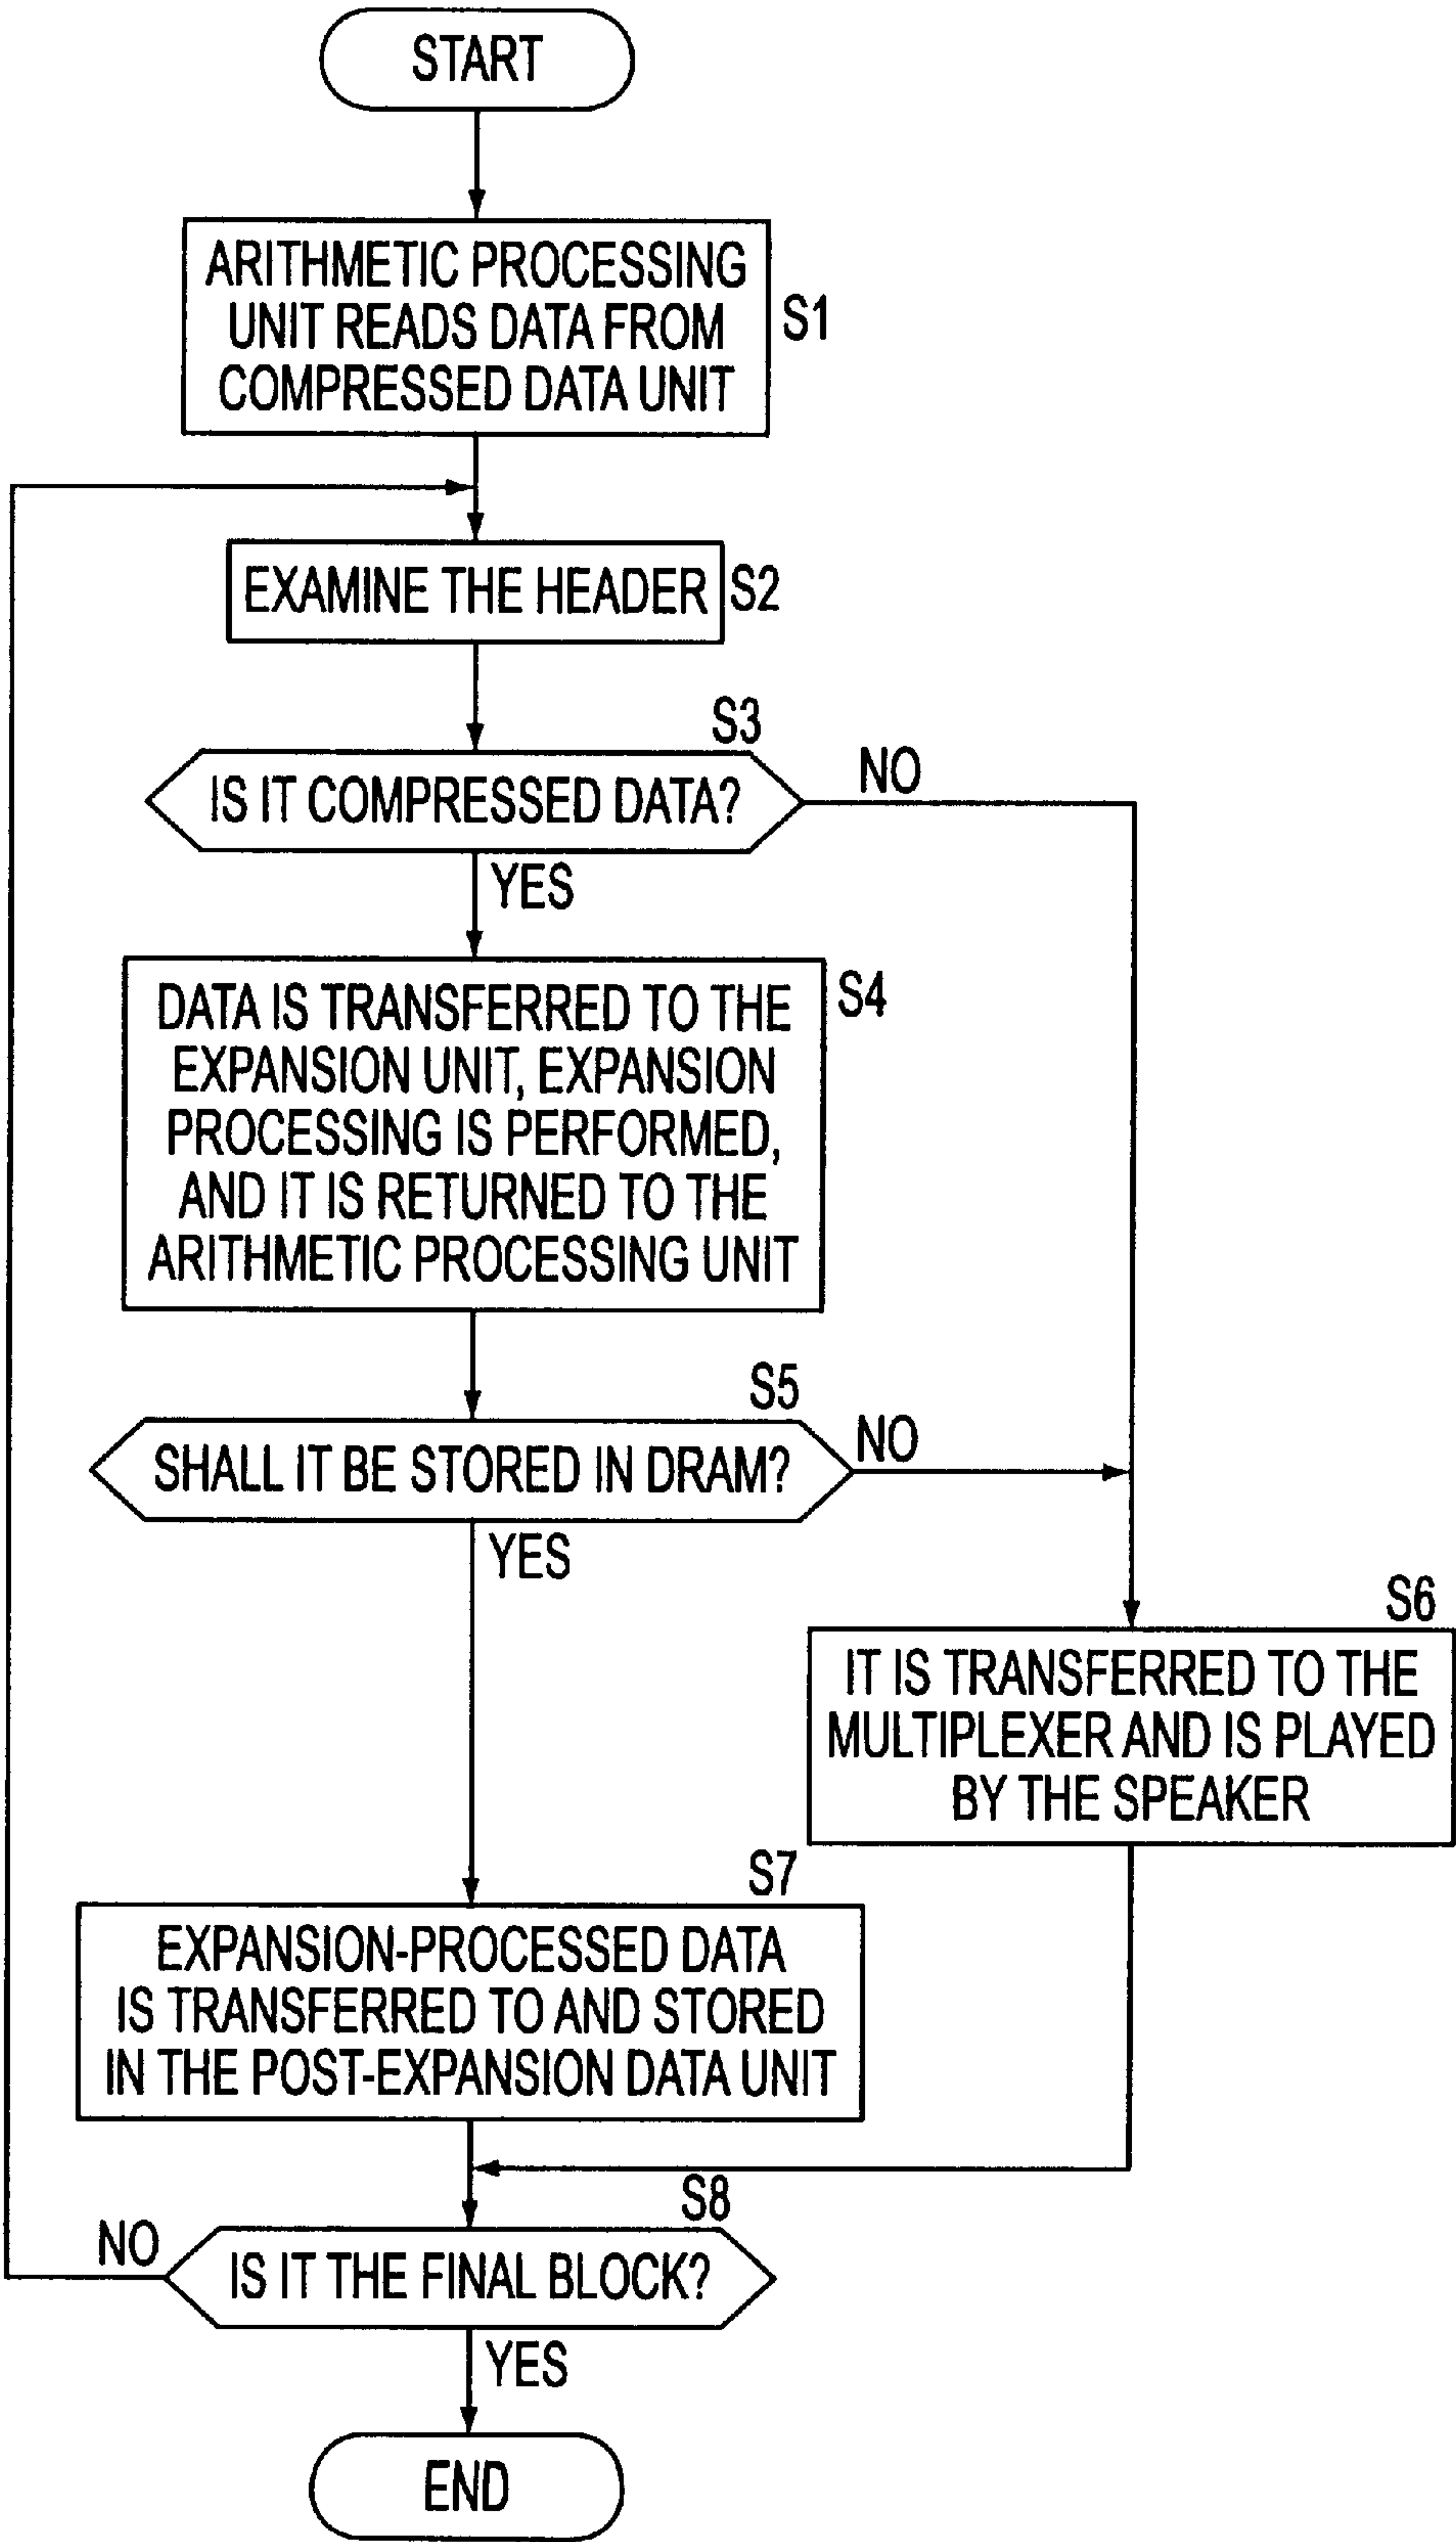 START
ARITHMETIC PROCESSING
UNIT READS DATA FROM
COMPRESSED DATA UNIT
S1
EXAMINE THE HEADER
S2
S3
IS IT COMPRESSED DATA?
NO
YES
DATA IS TRANSFERRED TO THE
EXPANSION UNIT, EXPANSION
PROCESSING IS PERFORMED,
AND IT IS RETURNED TO THE
ARITHMETIC PROCESSING UNIT
S4
S5
SHALL IT BE STORED IN DRAM?
NO
YES
S6
IT IS TRANSFERRED TO THE
MULTIPLEXER AND IS PLAYED
BY THE SPEAKER
S7
EXPANSION-PROCESSED DATA
IS TRANSFERRED TO AND STORED
IN THE POST-EXPANSION DATA UNIT
S8
NO
IS IT THE FINAL BLOCK?
YES
END